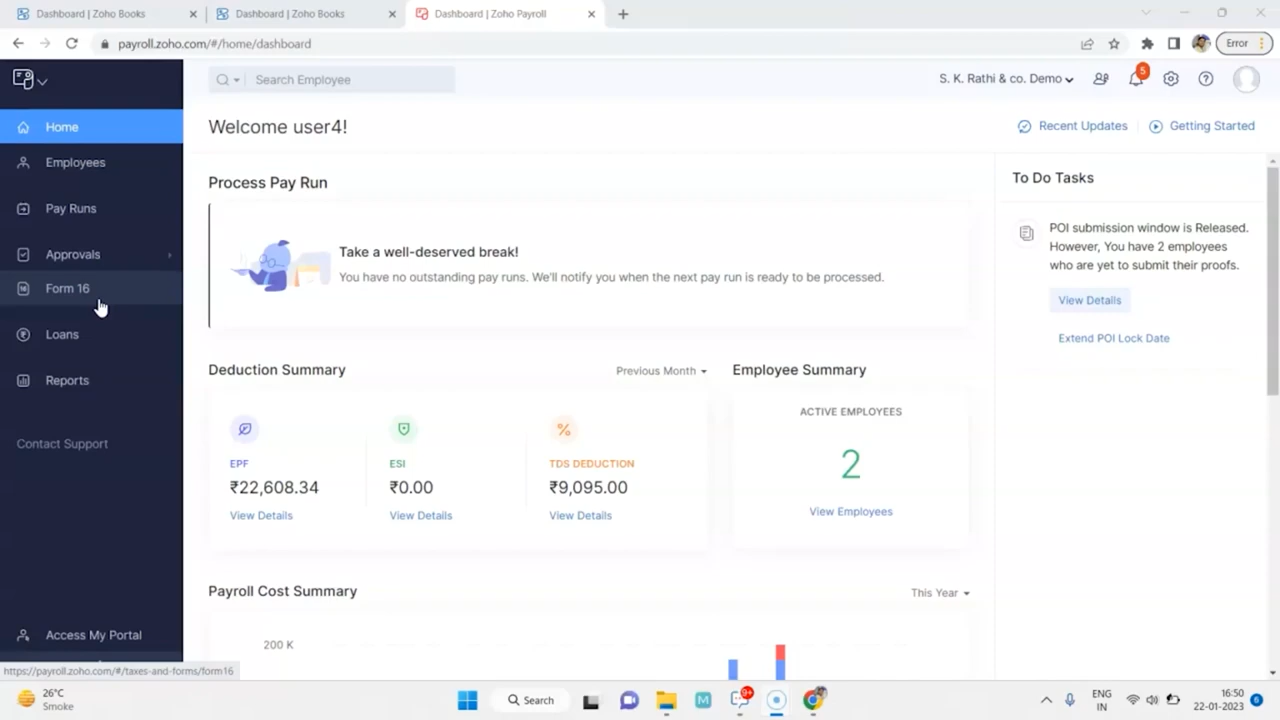 Dashboard | Zoho Books
Dashboard | Zoho Books
Dashboard | Zoho Payroll
payroll.zoho.com/#/home/dashboard
Error
Search Employee
S. K. Rathi & co. Demo
5
Home
Employees
Pay Runs
Approvals
Form 16
Loans
Reports
Contact Support
Access My Portal
https://payroll.zoho.com/#/taxes-and-forms/form16
Welcome user4!
Recent Updates
Getting Started
Process Pay Run
Take a well-deserved break!
You have no outstanding pay runs. We'll notify you when the next pay run is ready to be processed.
To Do Tasks
POI submission window is Released.
However, You have 2 employees
who are yet to submit their proofs.
View Details
Extend POI Lock Date
Deduction Summary
Previous Month
EPF
₹22,608.34
View Details
ESI
₹0.00
View Details
%
TDS DEDUCTION
₹9,095.00
View Details
Employee Summary
ACTIVE EMPLOYEES
2
View Employees
Payroll Cost Summary
This Year
200 K
26°C
Smoke
Search
M
9+
ENG
IN
16:50
22-01-2023
6